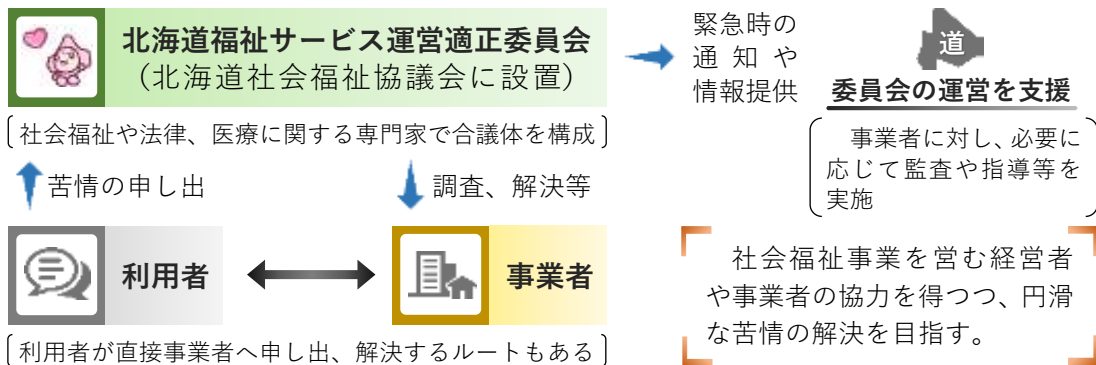 北海道福祉サービス運営適正委員会
（北海道社会福祉協議会に設置）
社会福祉や法律、医療に関する専門家で合議体を構成
緊急時の
通知や
情報提供
道
委員会の運営を支援
事業者に対し、必要に
応じて監査や指導等を
実施
苦情の申し出
調査、解決等
利用者
事業者
利用者が直接事業者へ申し出、解決するルートもある
社会福祉事業を営む経営者
や事業者の協力を得つつ、円滑
な苦情の解決を目指す。